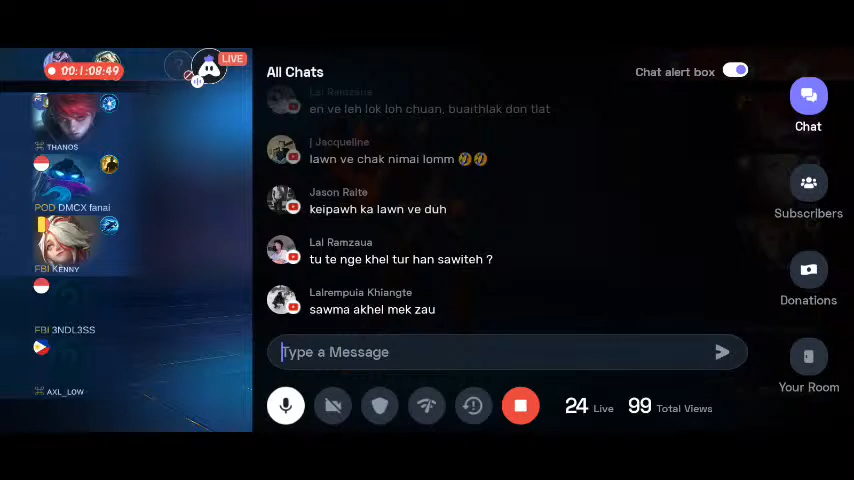 LIVE
00:1:08:49
THANOS
POD DMCX fanai
FBI KENNY
FBI 3NDL3SS
AXL_LOW
All Chats
Chat alert box
Lal Ramzaua
en ve leh lok loh chuan, buaithlak don tlat
J Jacqueline
lawn ve chak nimai lomm 🤣🤣
Jason Ralte
keipawh ka lawn ve duh
Lal Ramzaua
tu te nge khel tur han sawiteh ?
Lalrempuia Khiangte
sawma akhel mek zau
Type a Message
24 Live 99 Total Views
Chat
Subscribers
Donations
Your Room